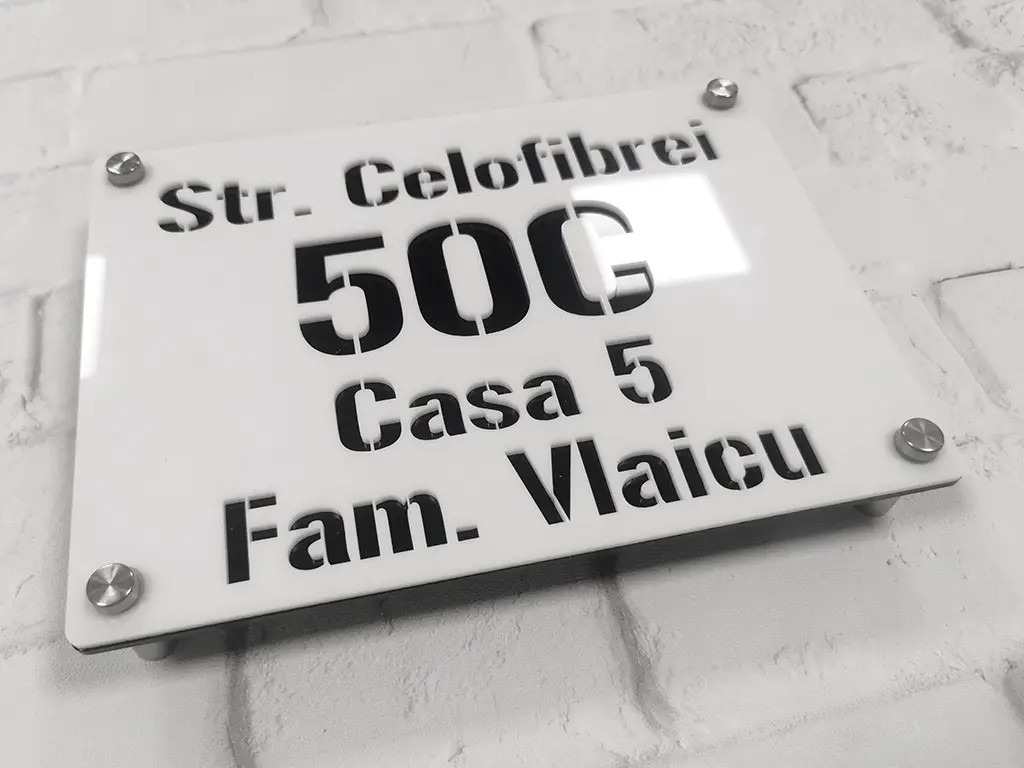 Str. Celofibrei
50C
Casa 5
Fam. Vlaicu